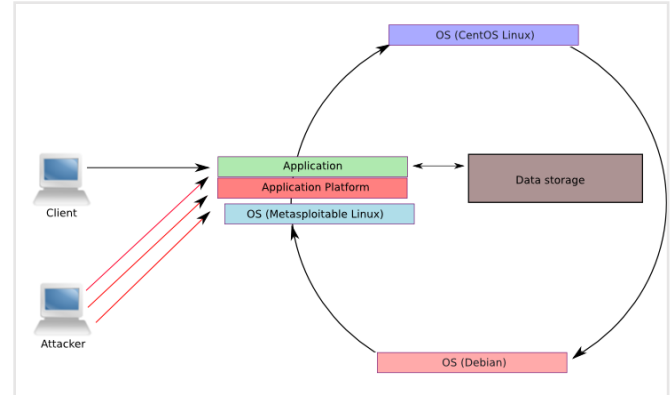 OS (CentOS Linux)
Application
Application Platform
Data storage
Client
OS (Metasploitable Linux)
Attacker
OS (Debian)